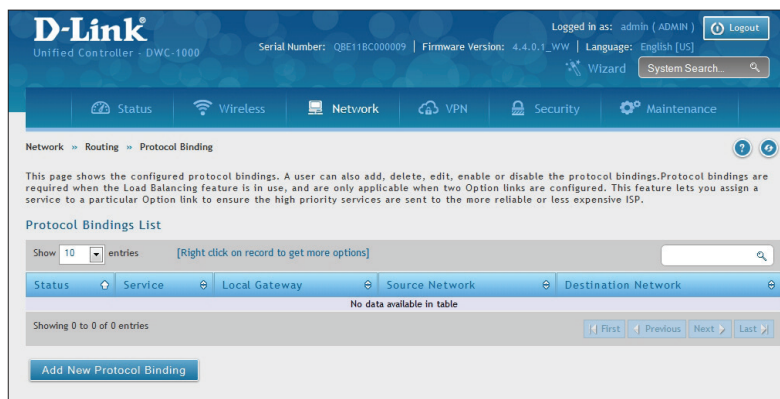 D-Link®
Unified Controller - DWC-1000
Logged in as: admin ( ADMIN )
Logout
Serial Number: QBE11BC000009 | Firmware Version: 4.4.0.1_WW | Language: English [US]
Wizard
System Search...
Status
Wireless
Network
VPN
Security
Maintenance
Network » Routing » Protocol Binding
?
This page shows the configured protocol bindings. A user can also add, delete, edit, enable or disable the protocol bindings.Protocol bindings are
required when the Load Balancing feature is in use, and are only applicable when two Option links are configured. This feature lets you assign a
service to a particular Option link to ensure the high priority services are sent to the more reliable or less expensive ISP.
Protocol Bindings List
Show 10 entries [Right click on record to get more options]
Status Service Local Gateway Source Network Destination Network
No data available in table
Showing 0 to 0 of 0 entries
First Previous Next Last
Add New Protocol Binding